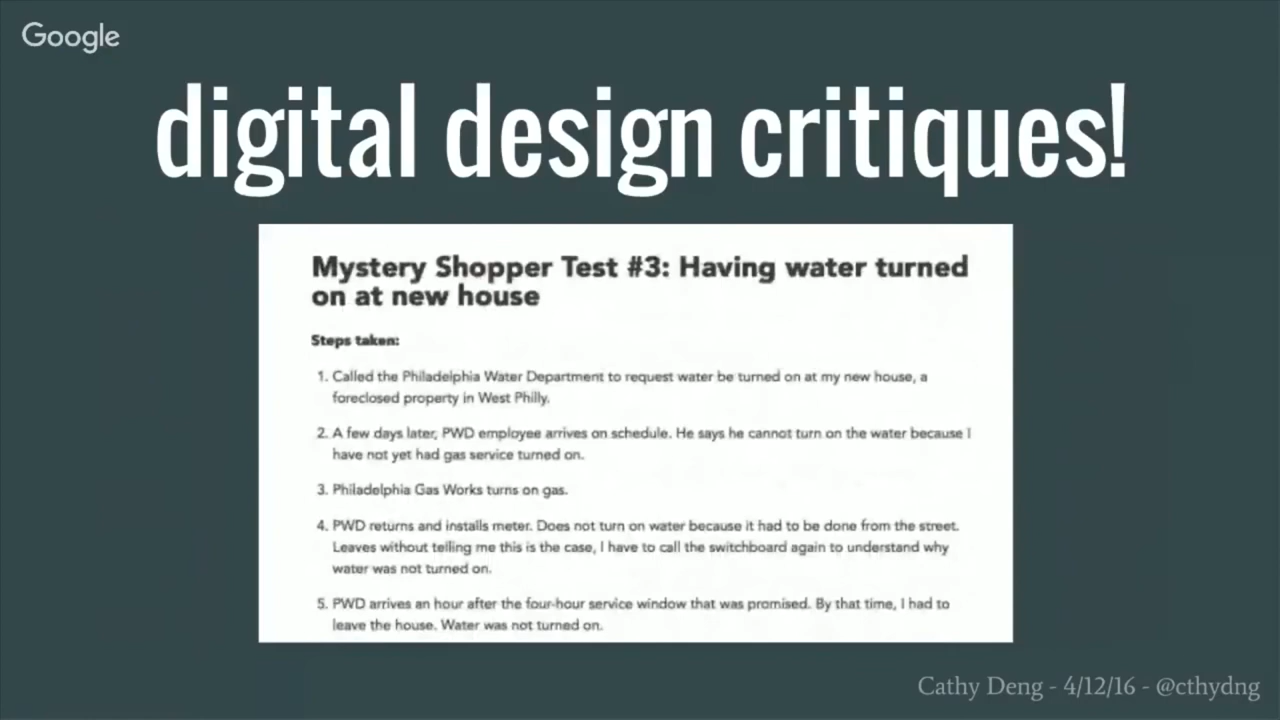 Google
digital design critiques!
Mystery Shopper Test #3: Having water turned
on at new house
Steps taken:
1. Called the Philadelphia Water Department to request water be turned on at my new house, a
foreclosed property in West Philly.
2. A few days later, PWD employee arrives on schedule. He says he cannot turn on the water because I
have not yet had gas service turned on.
3. Philadelphia Gas Works turns on gas.
4. PWD returns and installs meter. Does not turn on water because it had to be done from the street.
Leaves without telling me this is the case, I have to call the switchboard again to understand why
water was not turned on.
5. PWD arrives an hour after the four-hour service window that was promised. By that time, I had to
leave the house. Water was not turned on.
Cathy Deng - 4/12/16 - @cthydng